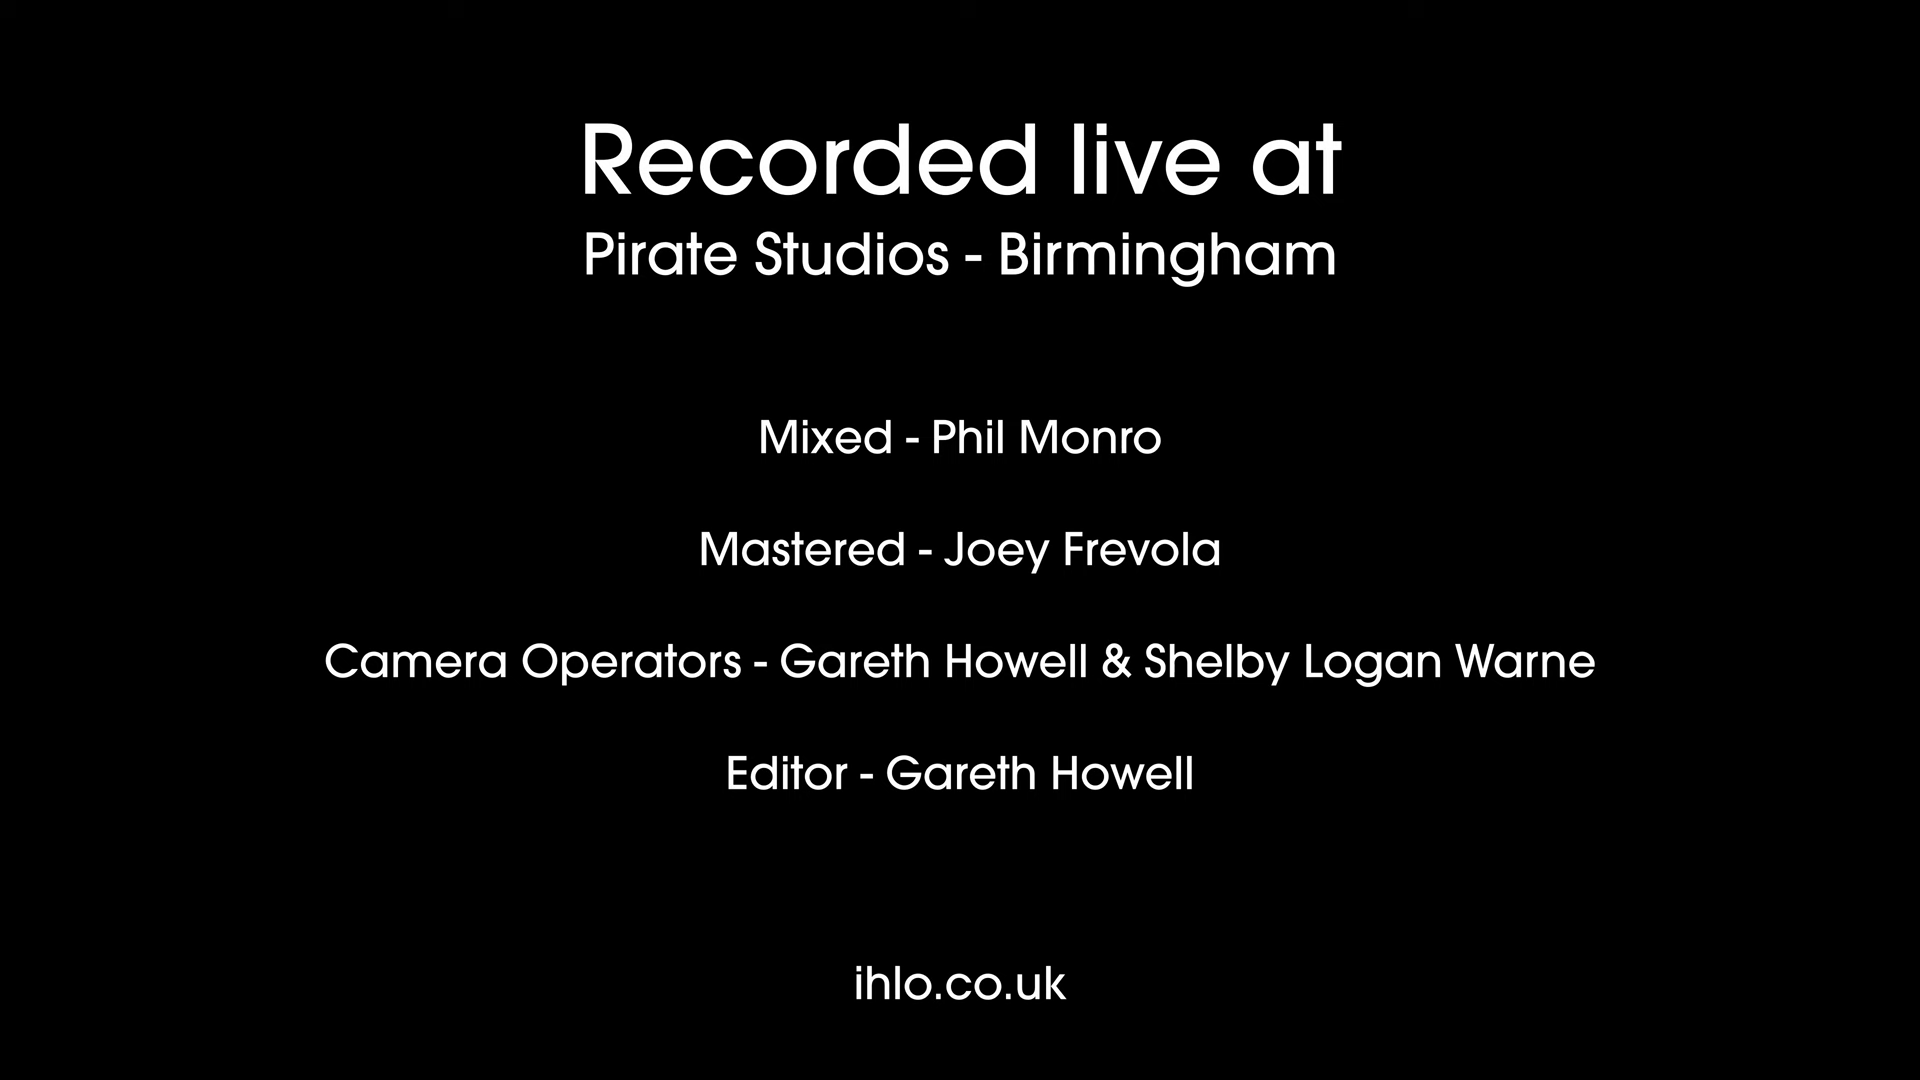 Recorded live at
Pirate Studios - Birmingham
Mixed - Phil Monro
Mastered - Joey Frevola
Camera Operators - Gareth Howell & Shelby Logan Warne
Editor - Gareth Howell
ihlo.co.uk